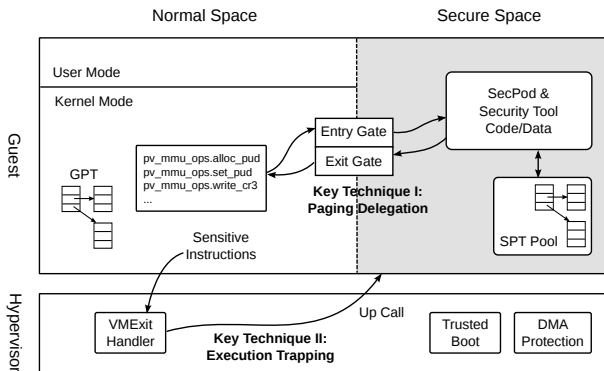 Normal Space
Secure Space
User Mode
Kernel Mode
Guest
SecPod &
Security Tool
Code/Data
Entry Gate
Exit Gate
pv_mmu_ops.alloc_pud
pv_mmu_ops.set_pud
pv_mmu_ops.write_cr3
...
GPT
Key Technique I:
Paging Delegation
SPT Pool
Sensitive
Instructions
Hypervisor
VMExit
Handler
Key Technique II:
Execution Trapping
Up Call
Trusted
Boot
DMA
Protection